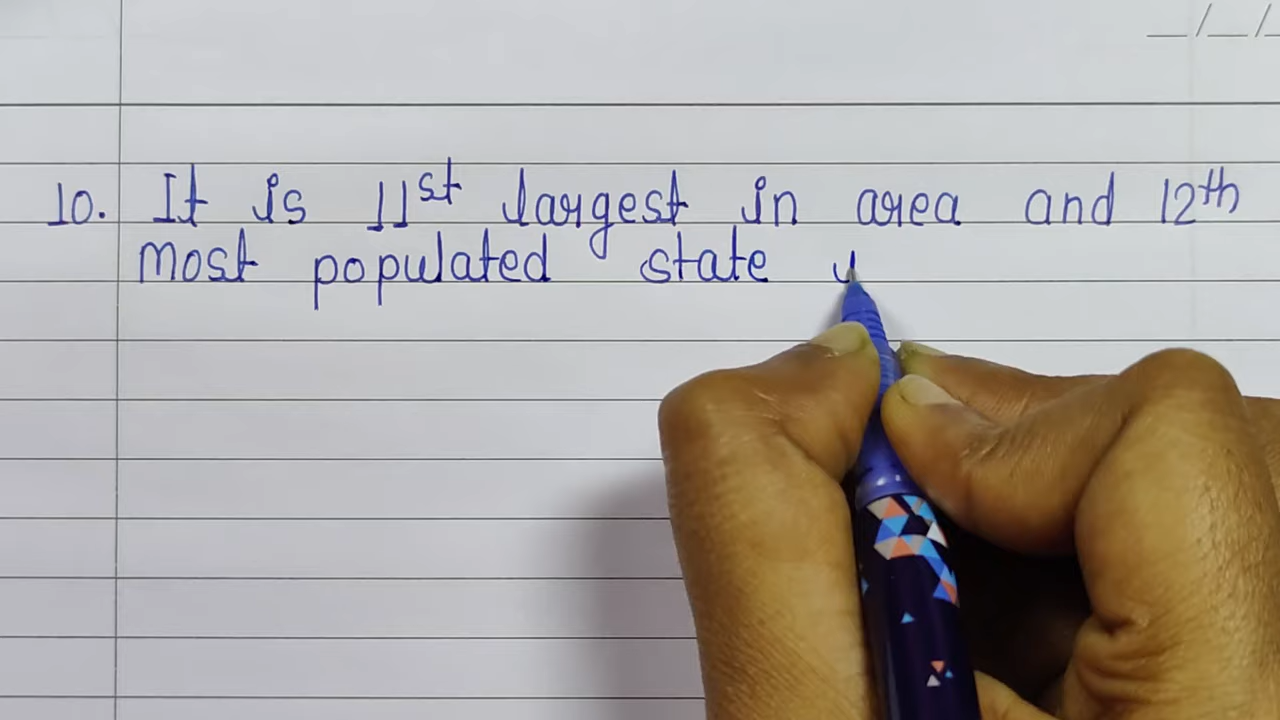 10. It is 11st largest in area and 12th
most populated state